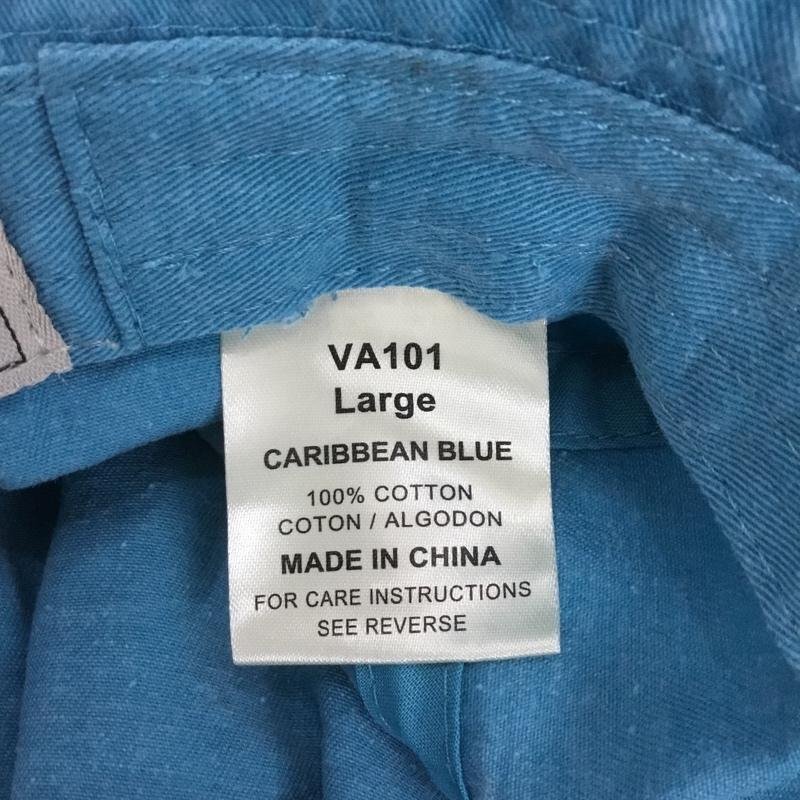 VA101
Large
CARIBBEAN BLUE
100% COTTON
COTON / ALGODON
MADE IN CHINA
FOR CARE INSTRUCTIONS
SEE REVERSE